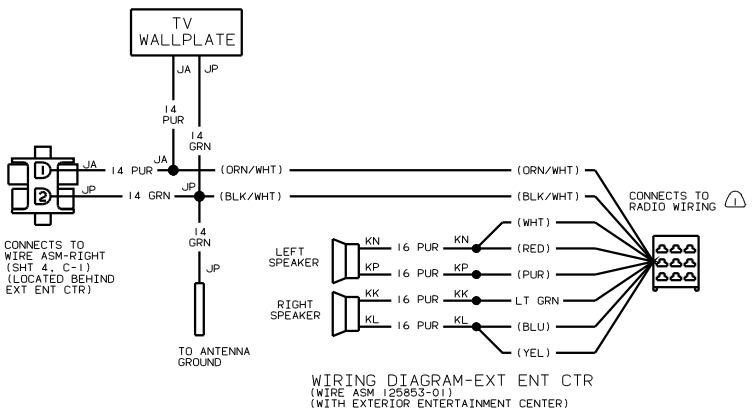 TV
WALLPLATE
JA JP
14
PUR
14
GRN
JA
1 JA 14 PUR (ORN/WHT) (ORN/WHT)
JP
2 JP 14 GRN (BLK/WHT) (BLK/WHT)
CONNECTS TO
RADIO WIRING 1
(WHT)
14
GRN
CONNECTS TO
WIRE ASM-RIGHT
(SHT 4, C-1)
(LOCATED BEHIND
EXT ENT CTR)
JP
LEFT
SPEAKER
KN 16 PUR KN (RED)
KP 16 PUR KP (PUR)
RIGHT
SPEAKER
KK 16 PUR KK LT GRN
KL 16 PUR KL (BLU)
(YEL)
TO ANTENNA
GROUND
WIRING DIAGRAM-EXT ENT CTR
(WIRE ASM 125853-01)
(WITH EXTERIOR ENTERTAINMENT CENTER)